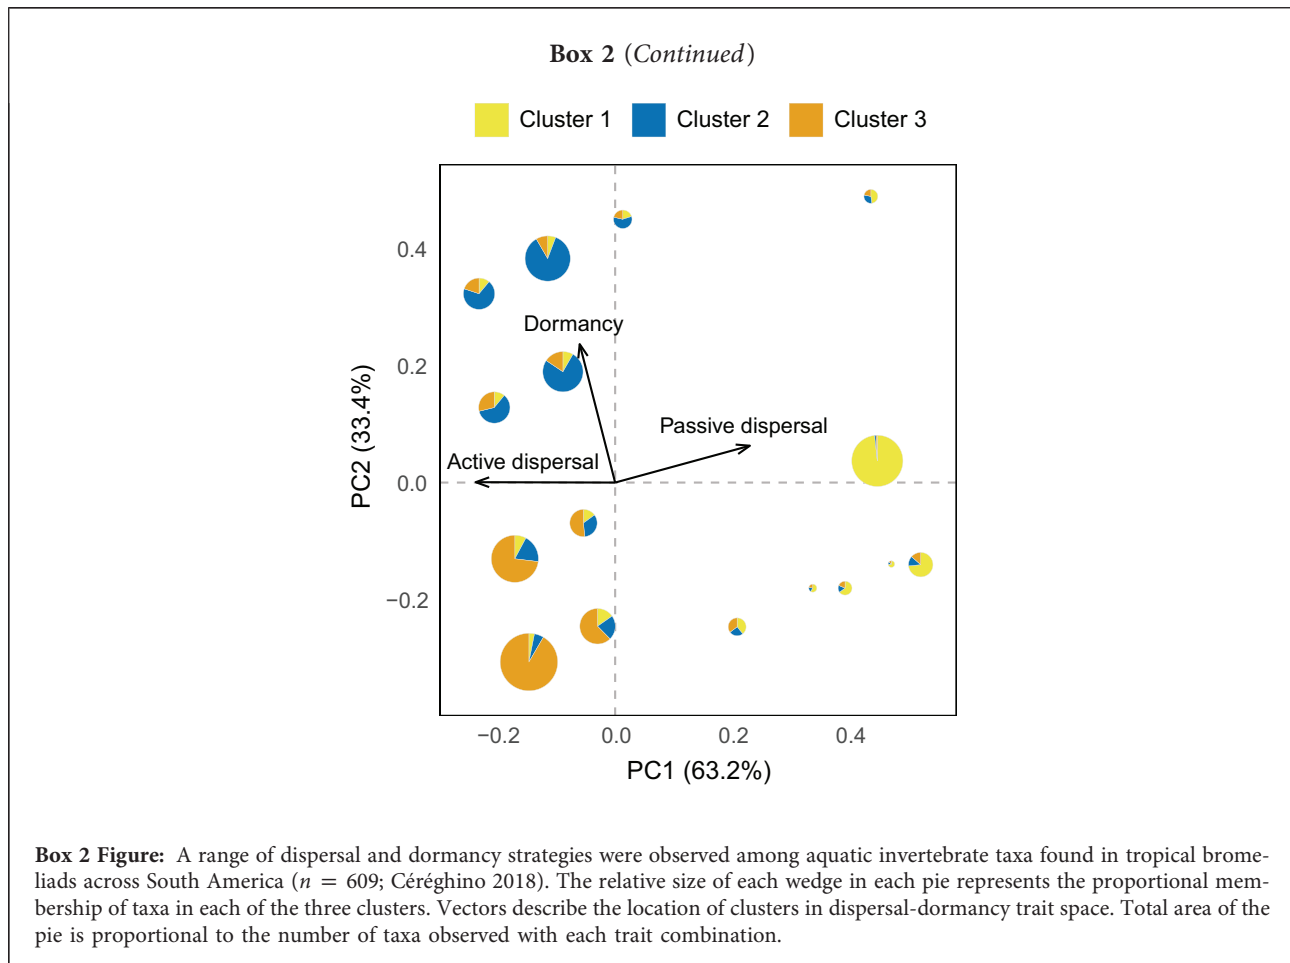 Box 2 (Continued)
Cluster 1 Cluster 2 Cluster 3
0.4
Dormancy
0.2
Passive dispersal
Active dispersal
0.0
−0.2
PC2 (33.4%)
−0.2 0.0 0.2 0.4
PC1 (63.2%)
Box 2 Figure: A range of dispersal and dormancy strategies were observed among aquatic invertebrate taxa found in tropical brome-
liads across South America (n = 609; Céréghino 2018). The relative size of each wedge in each pie represents the proportional mem-
bership of taxa in each of the three clusters. Vectors describe the location of clusters in dispersal-dormancy trait space. Total area of the
pie is proportional to the number of taxa observed with each trait combination.